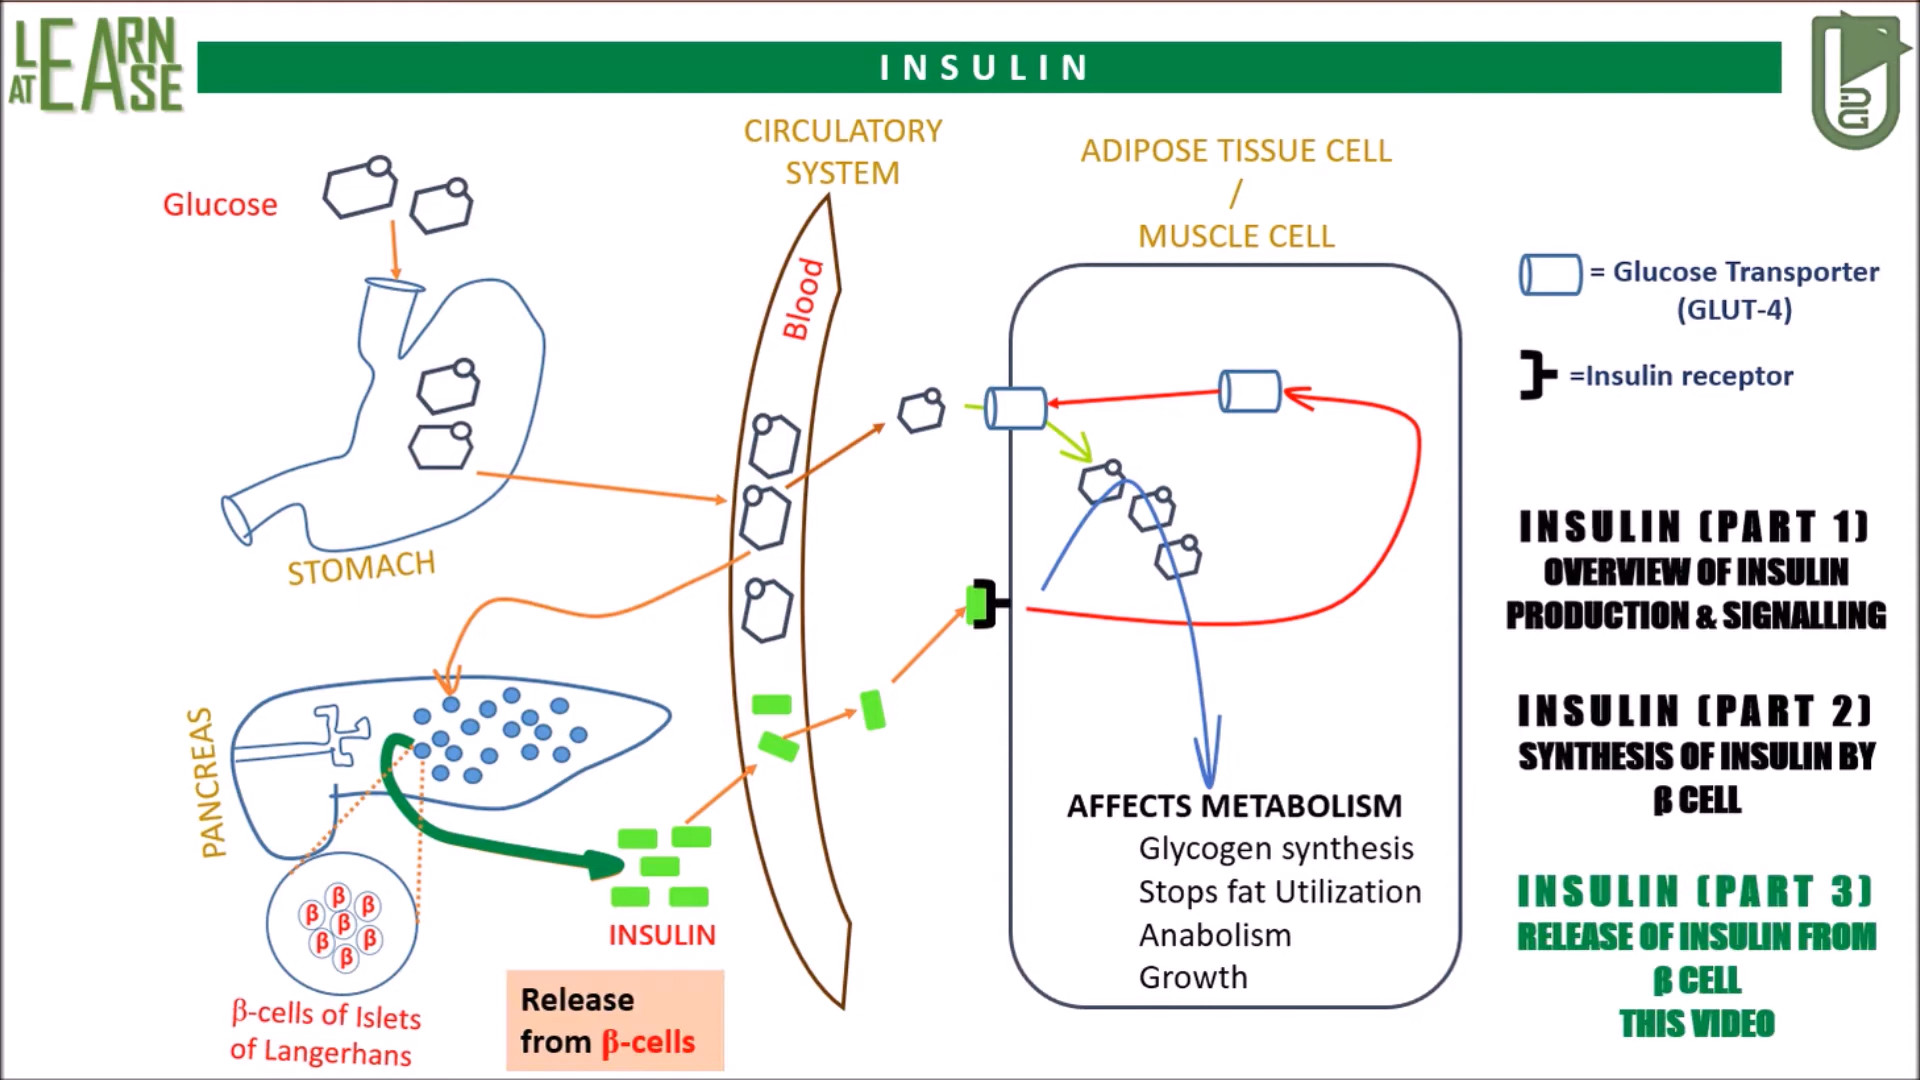 LEARN
AT EASE
INSULIN
GID
CIRCULATORY
SYSTEM
ADIPOSE TISSUE CELL
/
MUSCLE CELL
Glucose
Blood
= Glucose Transporter
(GLUT-4)
=Insulin receptor
STOMACH
INSULIN (PART 1)
OVERVIEW OF INSULIN
PRODUCTION & SIGNALLING
PANCREAS
INSULIN (PART 2)
SYNTHESIS OF INSULIN BY
β CELL
AFFECTS METABOLISM
Glycogen synthesis
Stops fat Utilization
Anabolism
Growth
β
β
β
β
β
β
β
INSULIN
β-cells of Islets
of Langerhans
Release
from β-cells
INSULIN (PART 3)
RELEASE OF INSULIN FROM
β CELL
THIS VIDEO